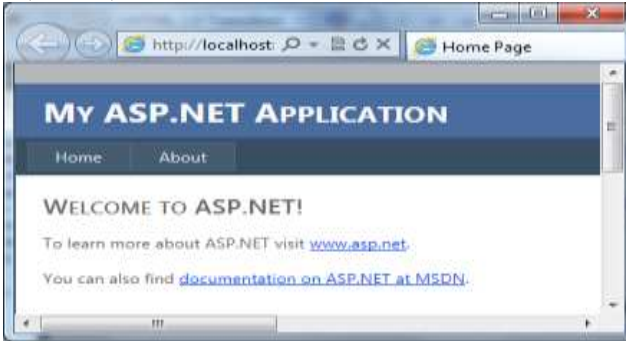 http://localhost:
Home Page
MY ASP.NET APPLICATION
Home
About
WELCOME TO ASP.NET!
To learn more about ASP.NET visit www.asp.net.
You can also find documentation on ASP.NET at MSDN.